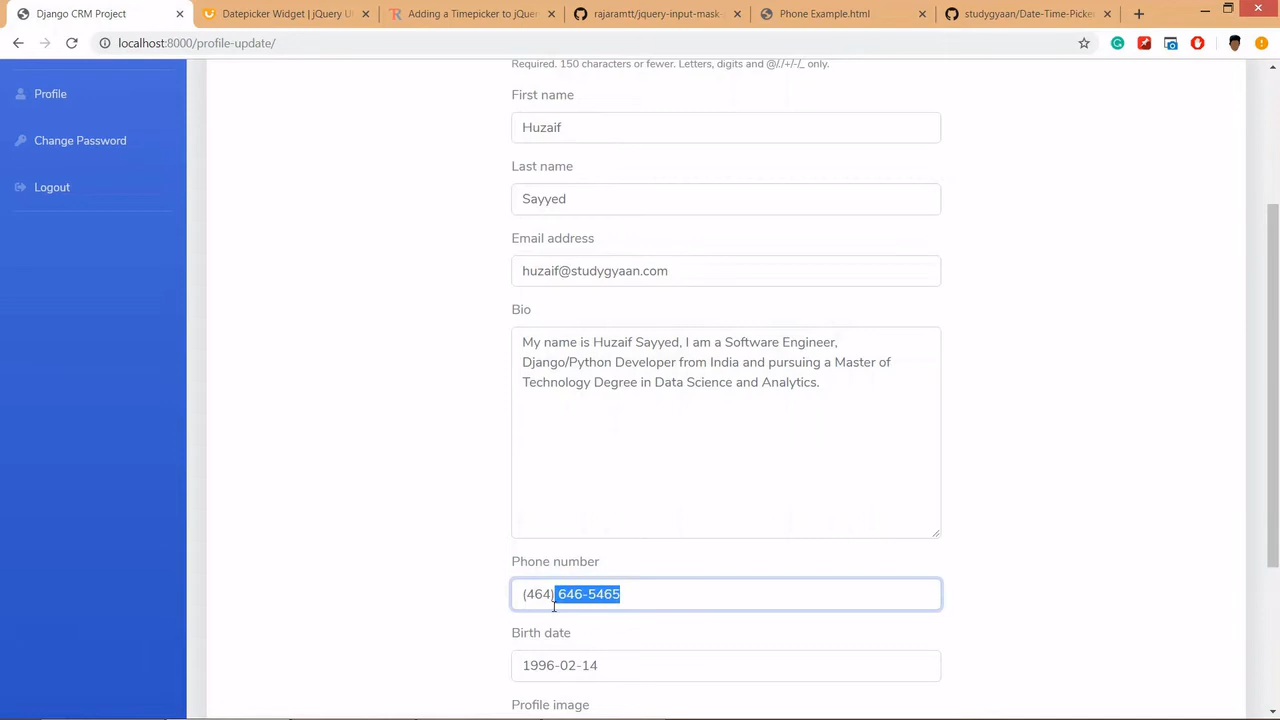 Django CRM Project
Datepicker Widget | jQuery U
Adding a Timepicker to jQuer
rajaramtt/jquery-input-mask-
Phone Example.html
studygyaan/Date-Time-Picke
localhost:8000/profile-update/
Profile
Change Password
Logout
Required. 150 characters or fewer. Letters, digits and @/./+/-/_ only.
First name
Huzaif
Last name
Sayyed
Email address
huzaif@studygyaan.com
Bio
My name is Huzaif Sayyed, I am a Software Engineer,
Django/Python Developer from India and pursuing a Master of
Technology Degree in Data Science and Analytics.
Phone number
(464) 646-5465
Birth date
1996-02-14
Profile image